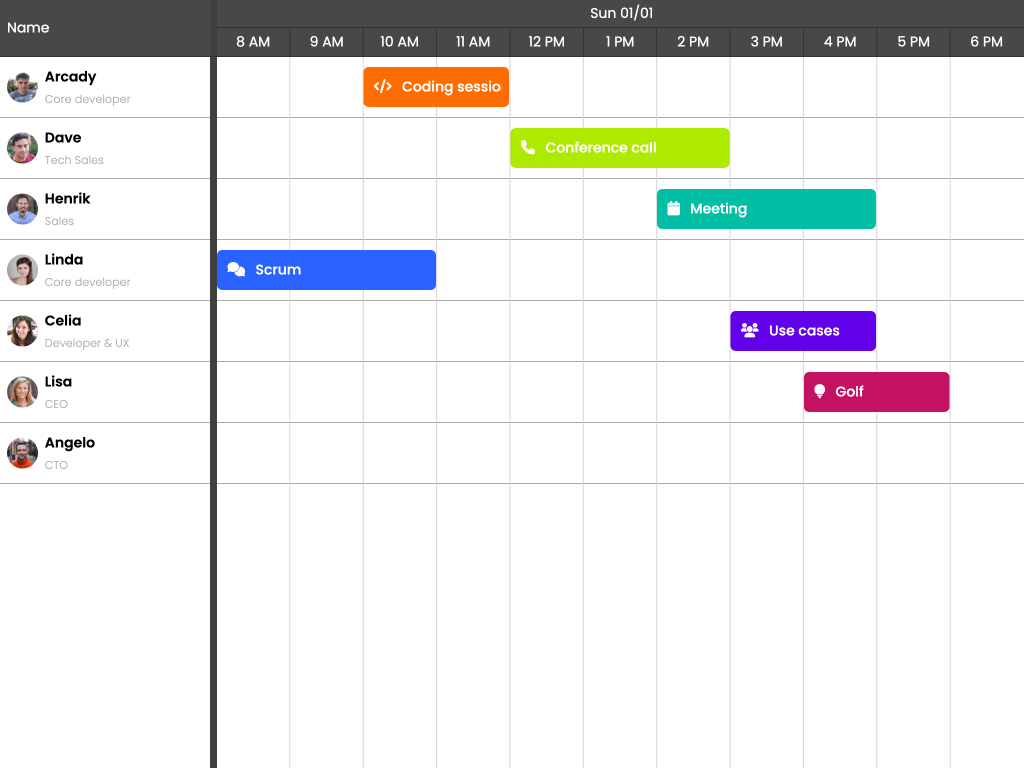 Name
Sun 01/01
8 AM 9 AM 10 AM 11 AM 12 PM 1 PM 2 PM 3 PM 4 PM 5 PM 6 PM
Arcady
Core developer
Coding sessio
Dave
Tech Sales
Conference call
Henrik
Sales
Meeting
Linda
Core developer
Scrum
Celia
Developer & UX
Use cases
Lisa
CEO
Golf
Angelo
CTO